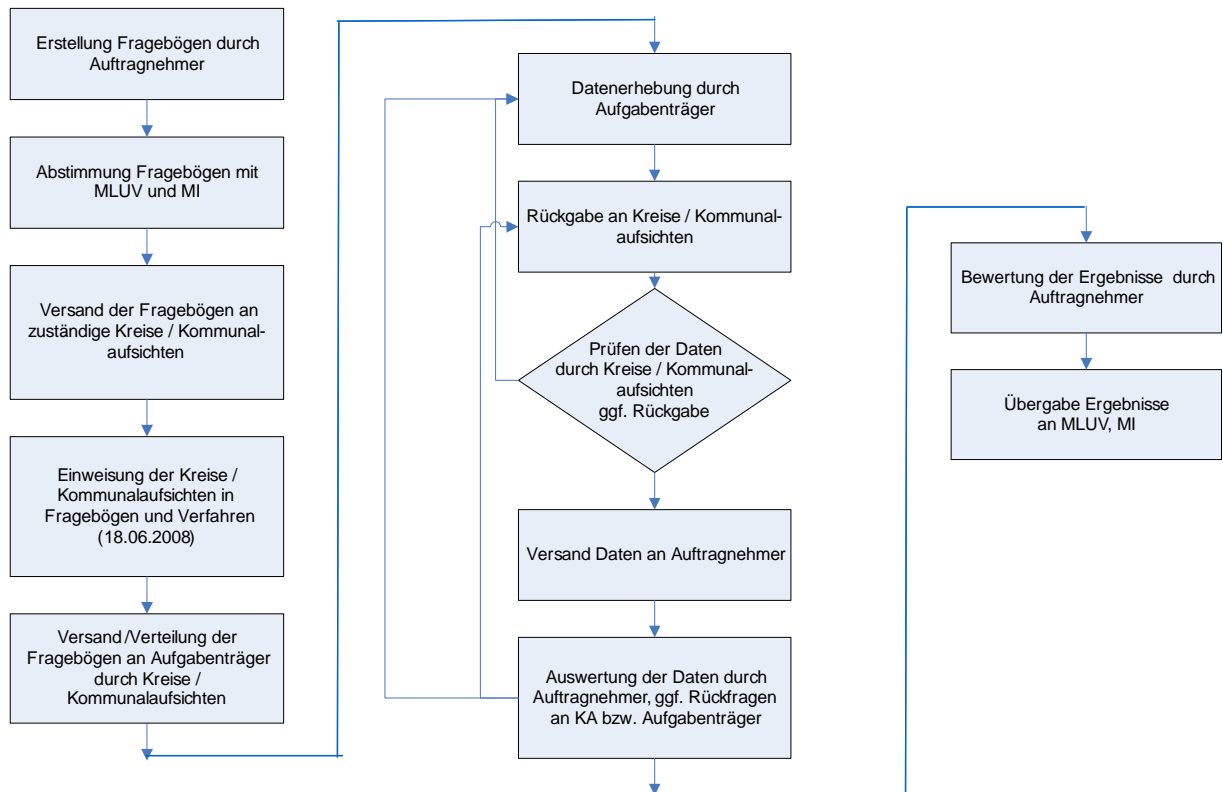 Erstellung Fragebögen durch
Auftragnehmer
Abstimmung Fragebögen mit
MLUV und MI
Versand der Fragebögen an
zuständige Kreise / Kommunal-
aufsichten
Einweisung der Kreise /
Kommunalaufsichten in
Fragebögen und Verfahren
(18.06.2008)
Versand /Verteilung der
Fragebögen an Aufgabenträger
durch Kreise /
Kommunalaufsichten
Datenerhebung durch
Aufgabenträger
Rückgabe an Kreise / Kommunal-
aufsichten
Prüfen der Daten
durch Kreise / Kommunal-
aufsichten
ggf. Rückgabe
Versand Daten an Auftragnehmer
Auswertung der Daten durch
Auftragnehmer, ggf. Rückfragen
an KA bzw. Aufgabenträger
Bewertung der Ergebnisse durch
Auftragnehmer
Übergabe Ergebnisse
an MLUV, MI